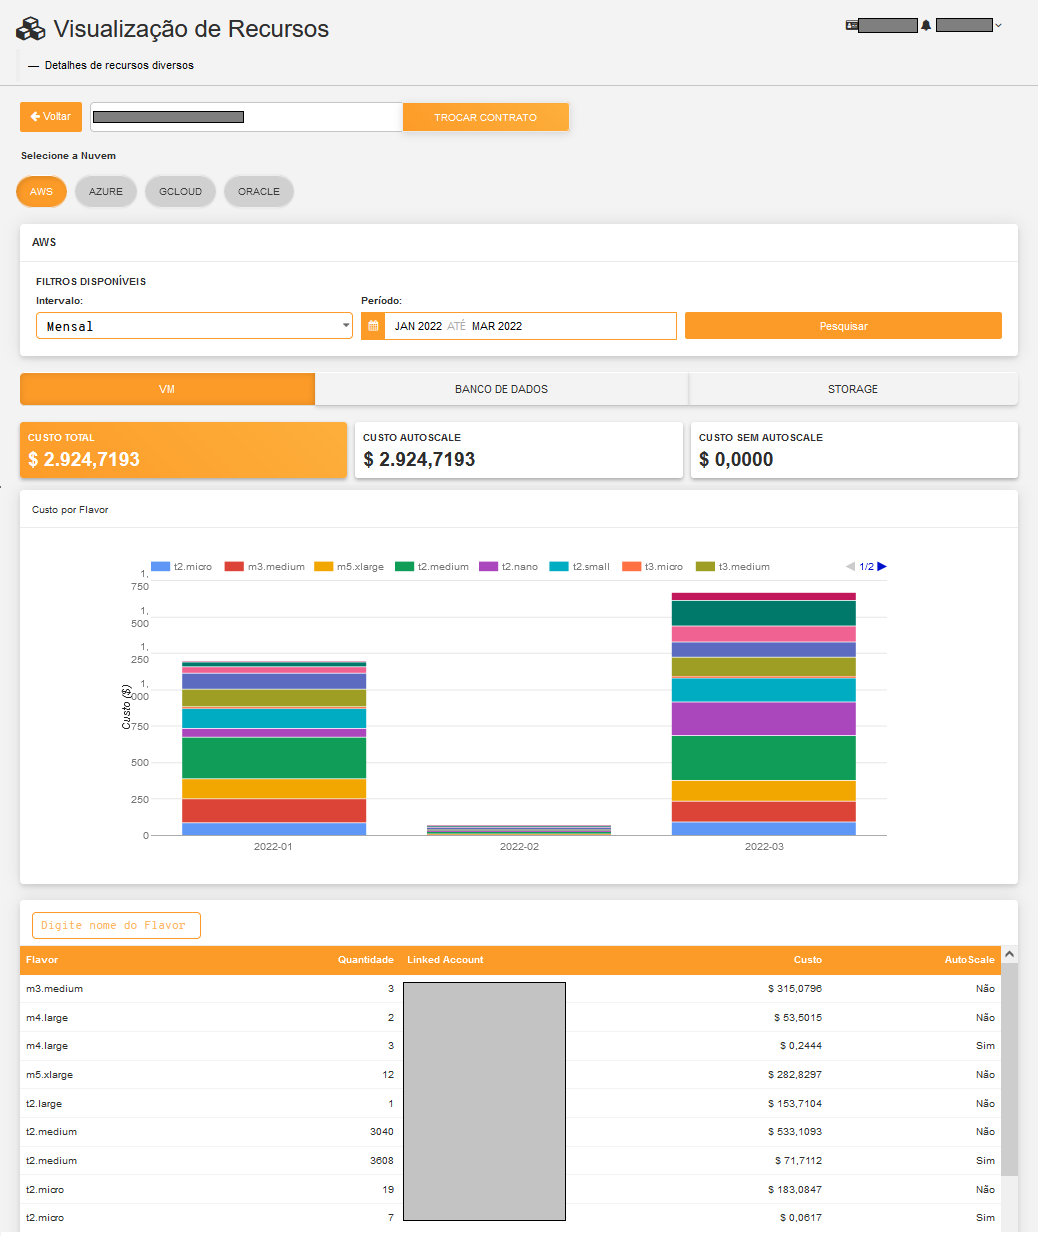 Visualização de Recursos
— Detalhes de recursos diversos
Voltar
TROCAR CONTRATO
Selecione a Nuvem
AWS AZURE GCLOUD ORACLE
AWS
FILTROS DISPONÍVEIS
Intervalo: Período:
Mensal JAN 2022 ATÉ MAR 2022 Pesquisar
VM BANCO DE DADOS STORAGE
CUSTO TOTAL CUSTO AUTOSCALE CUSTO SEM AUTOSCALE
$ 2.924,7193 $ 2.924,7193 $ 0,0000
Custo por Flavor
t2.micro m3.medium m5.xlarge t2.medium t2.nano t2.small t3.micro t3.medium 1/2
1,
750
1,
500
1,
250
1,
000
750
500
250
0
Custo ($)
2022-01 2022-02 2022-03
Digite nome do Flavor
Flavor Quantidade Linked Account Custo AutoScale
m3.medium 3 $ 315,0796 Não
m4.large 2 $ 53,5015 Não
m4.large 3 $ 0,2444 Sim
m5.xlarge 12 $ 282,8297 Não
t2.large 1 $ 153,7104 Não
t2.medium 3040 $ 533,1093 Não
t2.medium 3608 $ 71,7112 Sim
t2.micro 19 $ 183,0847 Não
t2.micro 7 $ 0,0617 Sim